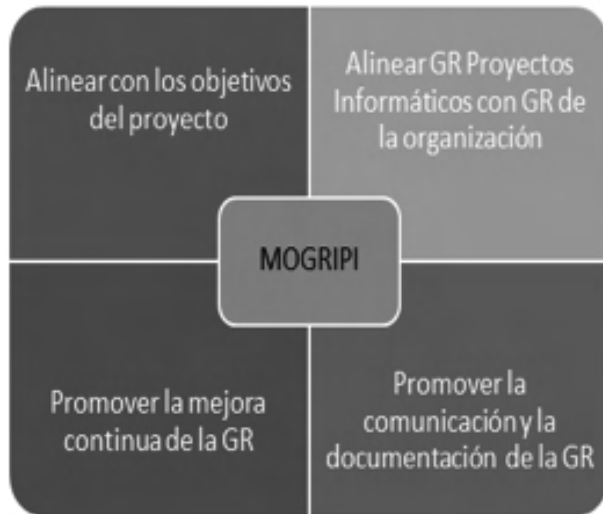 Alinear con los objetivos
del proyecto
Alinear GR Proyectos
Informáticos con GR de
la organización
MOGRIPI
Promover la mejora
continua de la GR
Promover la
comunicación y la
documentación de la GR